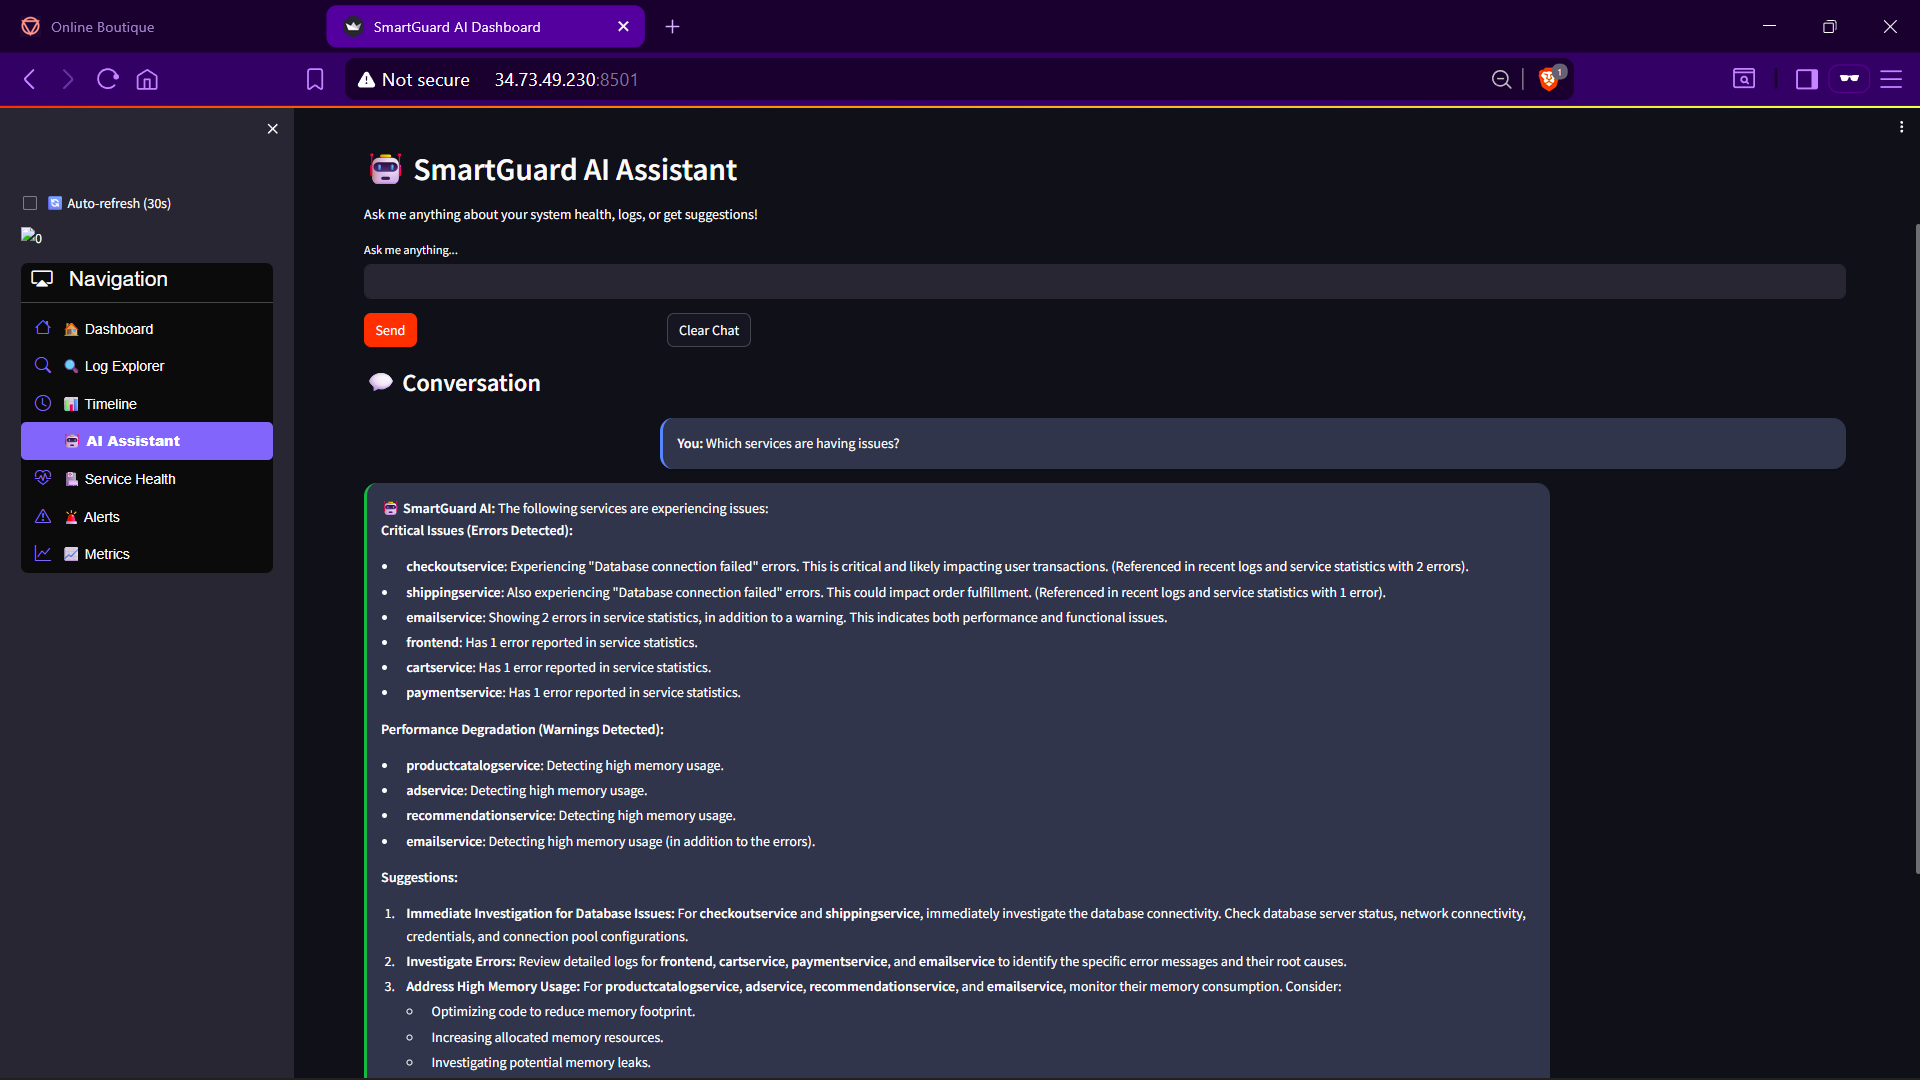 Online Boutique
SmartGuard AI Dashboard
Not secure 34.73.49.230:8501
1
Auto-refresh (30s)
0
Navigation
Dashboard
Log Explorer
Timeline
AI Assistant
Service Health
Alerts
Metrics
SmartGuard AI Assistant
Ask me anything about your system health, logs, or get suggestions!
Ask me anything...
Send
Clear Chat
Conversation
You: Which services are having issues?
SmartGuard AI: The following services are experiencing issues:
Critical Issues (Errors Detected):
• checkoutservice: Experiencing "Database connection failed" errors. This is critical and likely impacting user transactions. (Referenced in recent logs and service statistics with 2 errors).
• shippingservice: Also experiencing "Database connection failed" errors. This could impact order fulfillment. (Referenced in recent logs and service statistics with 1 error).
• emailservice: Showing 2 errors in service statistics, in addition to a warning. This indicates both performance and functional issues.
• frontend: Has 1 error reported in service statistics.
• cartservice: Has 1 error reported in service statistics.
• paymentservice: Has 1 error reported in service statistics.
Performance Degradation (Warnings Detected):
• productcatalogservice: Detecting high memory usage.
• adservice: Detecting high memory usage.
• recommendationservice: Detecting high memory usage.
• emailservice: Detecting high memory usage (in addition to the errors).
Suggestions:
1. Immediate Investigation for Database Issues: For checkoutservice and shippingservice, immediately investigate the database connectivity. Check database server status, network connectivity,
credentials, and connection pool configurations.
2. Investigate Errors: Review detailed logs for frontend, cartservice, paymentservice, and emailservice to identify the specific error messages and their root causes.
3. Address High Memory Usage: For productcatalogservice, adservice, recommendationservice, and emailservice, monitor their memory consumption. Consider:
◦ Optimizing code to reduce memory footprint.
◦ Increasing allocated memory resources.
◦ Investigating potential memory leaks.